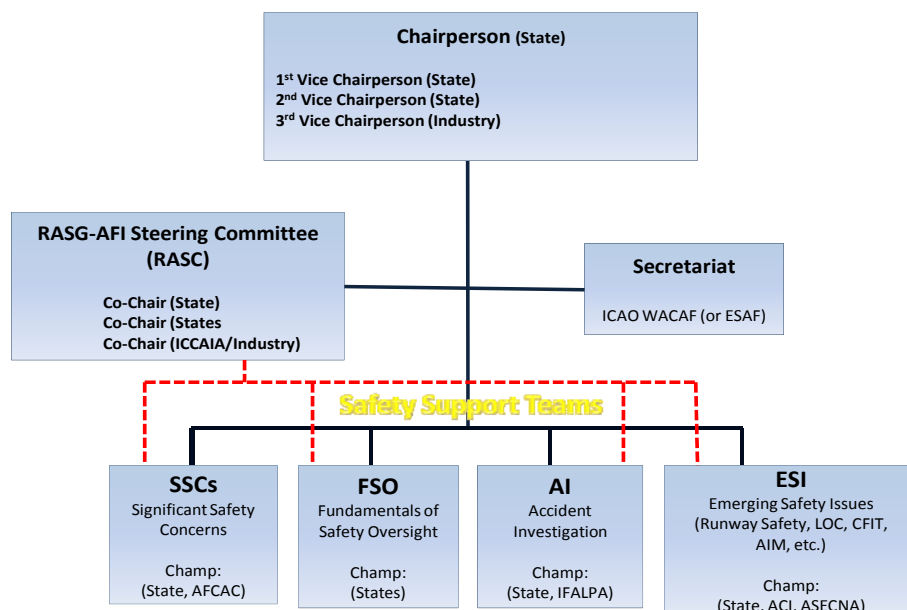 Chairperson (State)
1st Vice Chairperson (State)
2nd Vice Chairperson (State)
3rd Vice Chairperson (Industry)
RASG-AFI Steering Committee
(RASC)
Co-Chair (State)
Co-Chair (States
Co-Chair (ICCAIA/Industry)
Secretariat
ICAO WACAF (or ESAF)
Safety Support Teams
SSCs
Significant Safety
Concerns
Champ:
(State, AFCAC)
FSO
Fundamentals of
Safety Oversight
Champ:
(States)
AI
Accident
Investigation
Champ:
(State, IFALPA)
ESI
Emerging Safety Issues
(Runway Safety, LOC, CFIT,
AIM, etc.)
Champ:
(State, ACI, ASECNA)